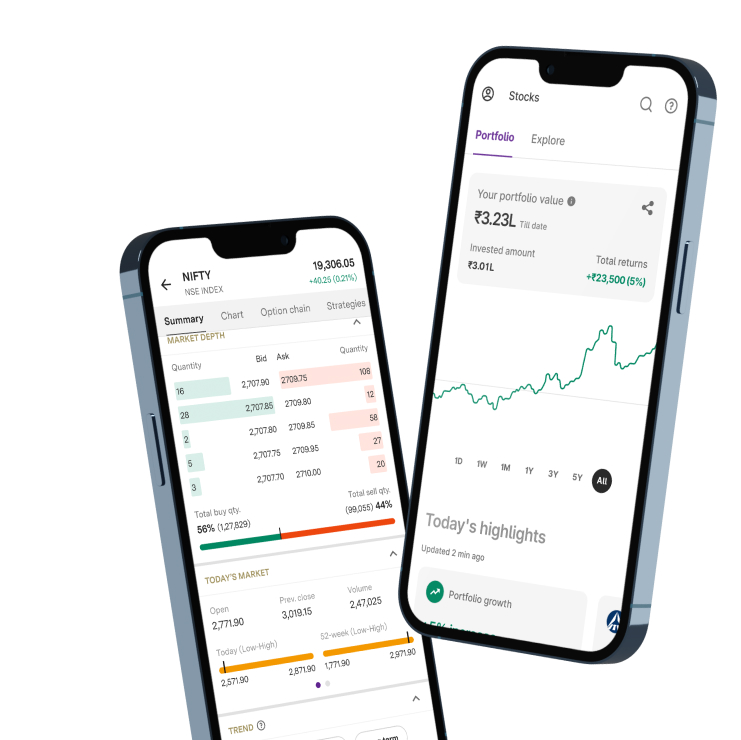 NIFTY
NSE INDEX
19,306.05
+40.25 (0.21%)
Summary Chart Option chain Strategies
MARKET DEPTH
Quantity Bid Ask Quantity
16 2,707.90 2709.75 108
28 2,707.85 2709.80 12
2 2,707.80 2709.85 58
5 2,707.75 2709.95 27
3 2,707.70 2710.00 20
Total buy qty. Total sell qty.
56% (1,27,829) (99,055) 44%
TODAY'S MARKET
Open Prev. close Volume
2,771.90 3,019.15 2,47,025
Today (Low-High) 52-week (Low-High)
2,571.90 2,871.90 1,771.90 2,971.90
TREND ?
term
Stocks ?
Portfolio Explore
Your portfolio value i
₹3.23L Till date
Invested amount Total returns
₹3.01L +₹23,500 (5%)
1D 1W 1M 1Y 3Y 5Y All
Today's highlights
Updated 2 min ago
Portfolio growth